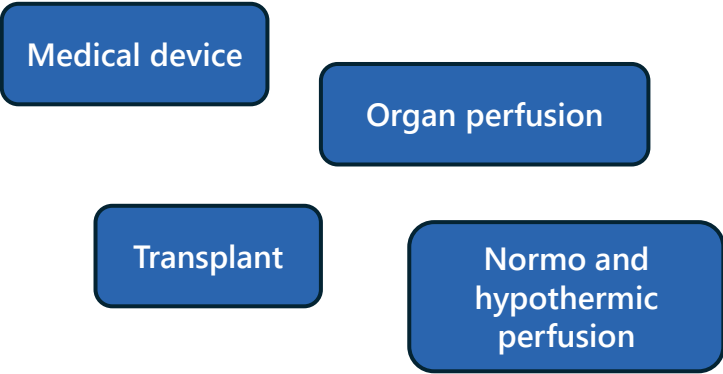 Medical device
Organ perfusion
Transplant
Normo and
hypothermic
perfusion